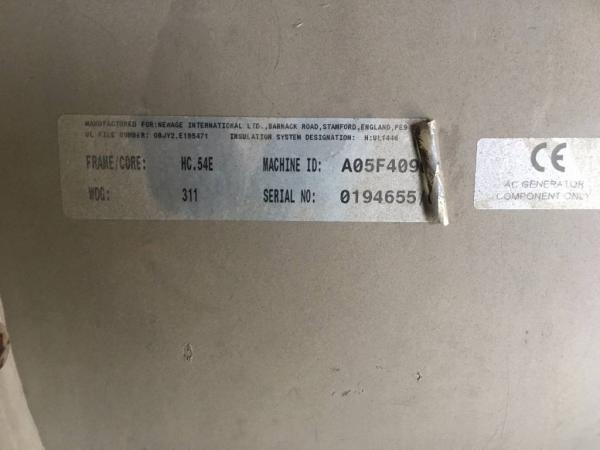 MANUFACTURED FOR:NEWAGE INTERNATIONAL LTD.,BARNACK ROAD,STAMFORD,ENGLAND,PE9
UL FILE NUMBER: OBJY2.E195471 INSULATION SYSTEM DESIGNATION: H:UL1446
FRAME/CORE: HC.54E MACHINE ID: A05F409
WDG: 311 SERIAL NO: 0194655
CE
AC GENERATOR
COMPONENT ONLY